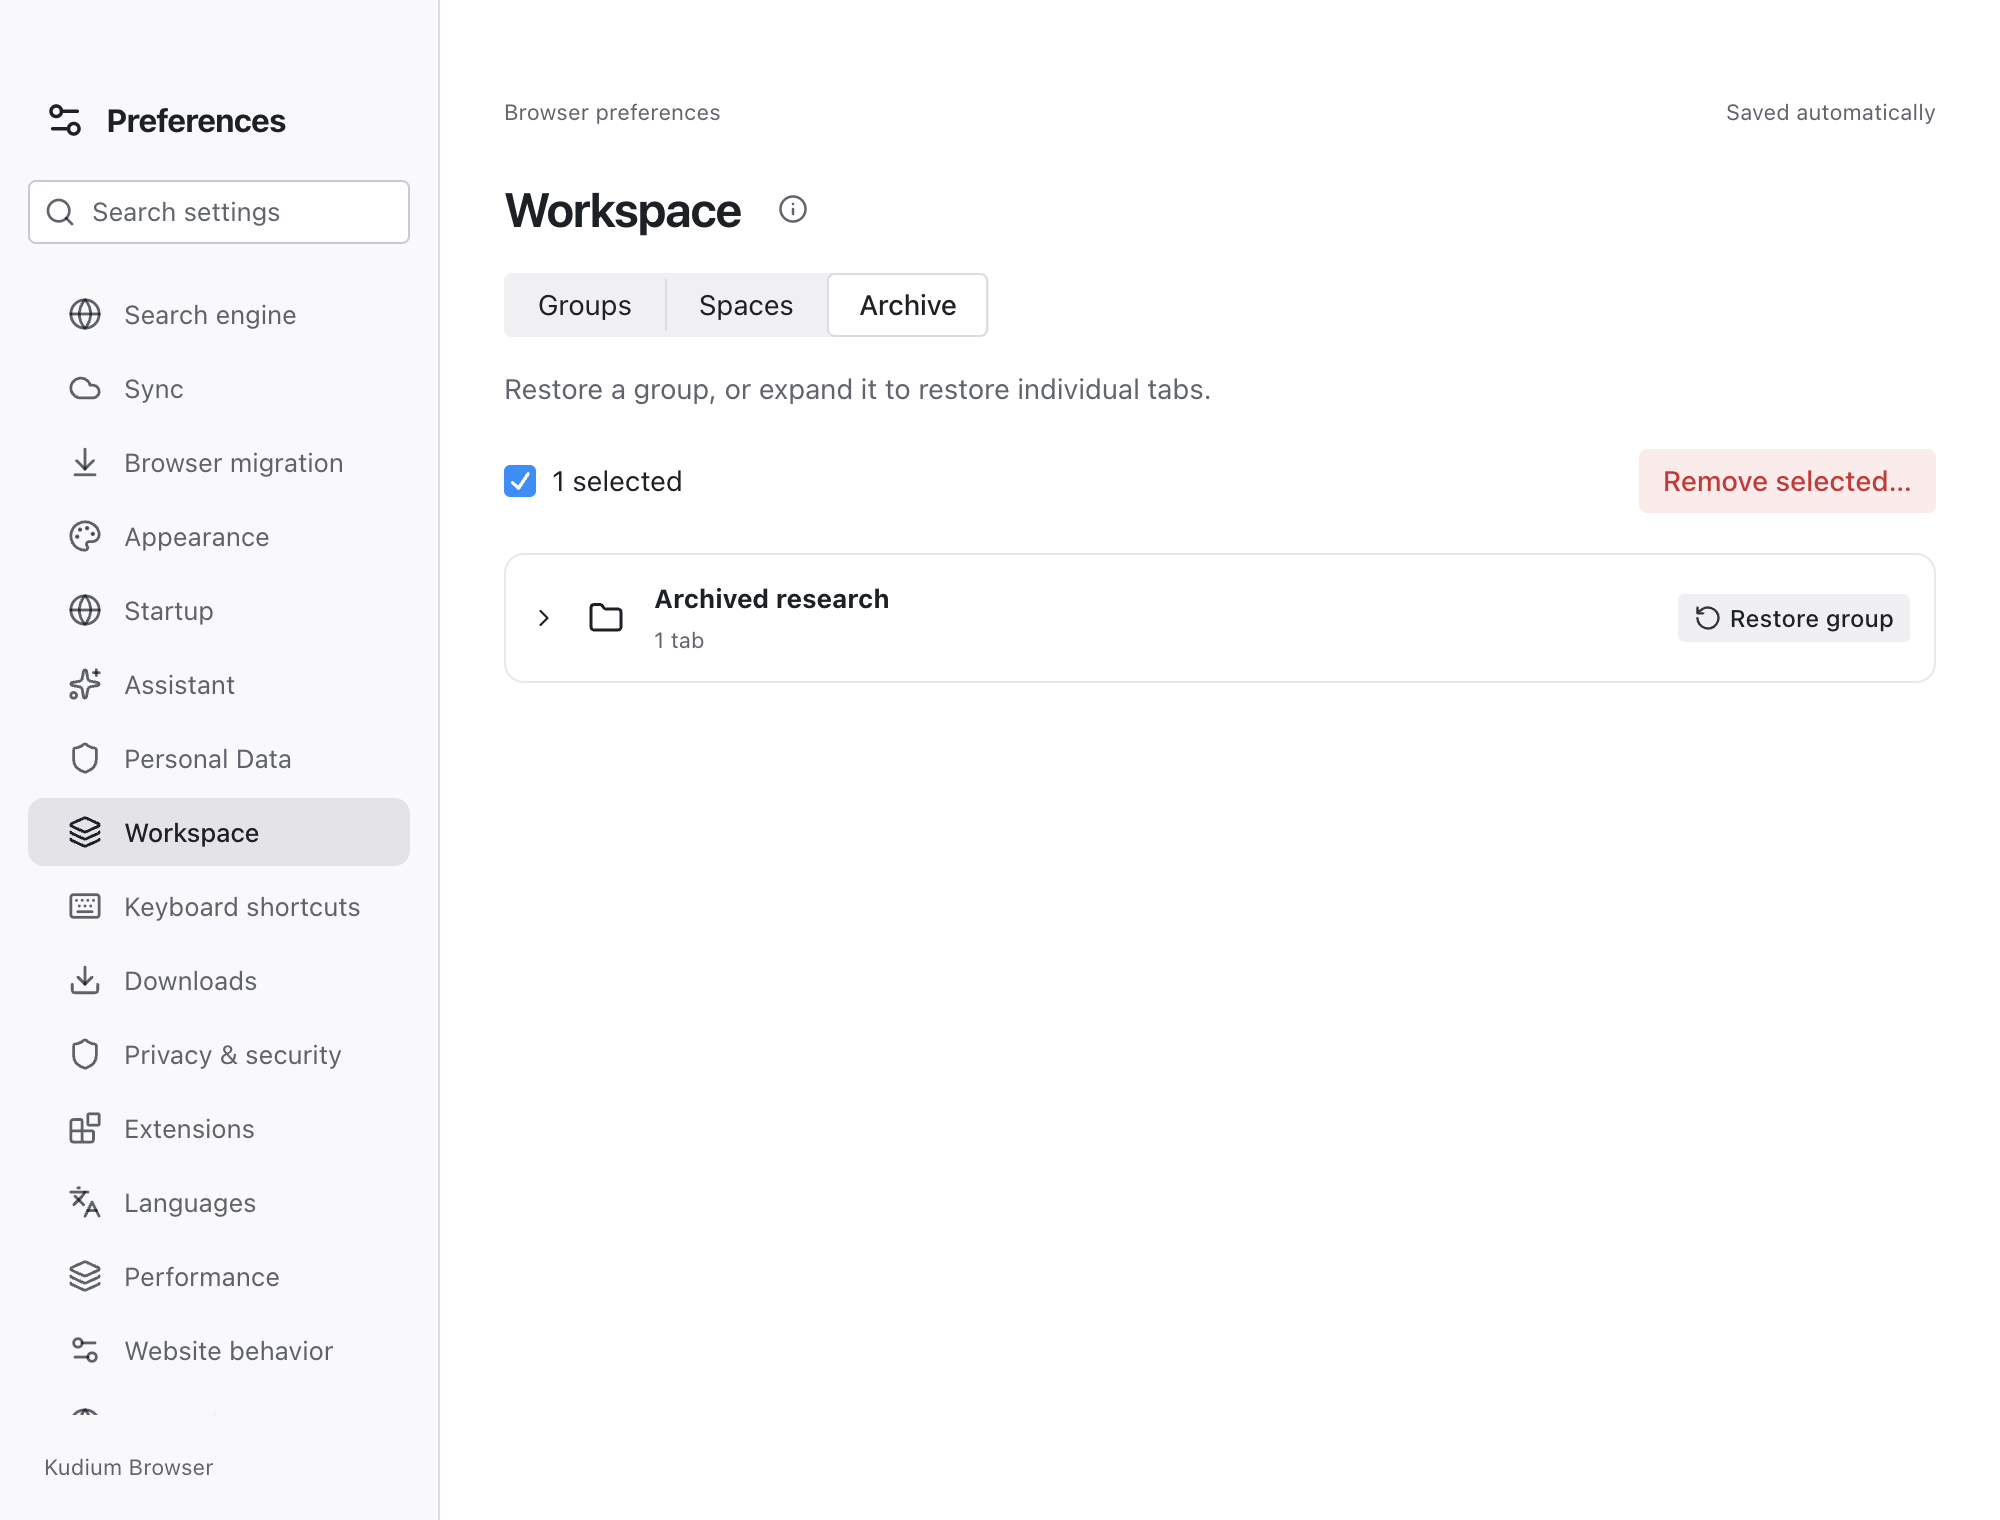 Preferences
Search settings
Search engine
Sync
Browser migration
Appearance
Startup
Assistant
Personal Data
Workspace
Keyboard shortcuts
Downloads
Privacy & security
Extensions
Languages
Performance
Website behavior
Kudium Browser
Browser preferences
Saved automatically
Workspace
Groups
Spaces
Archive
Restore a group, or expand it to restore individual tabs.
1 selected
Remove selected...
Archived research
1 tab
Restore group